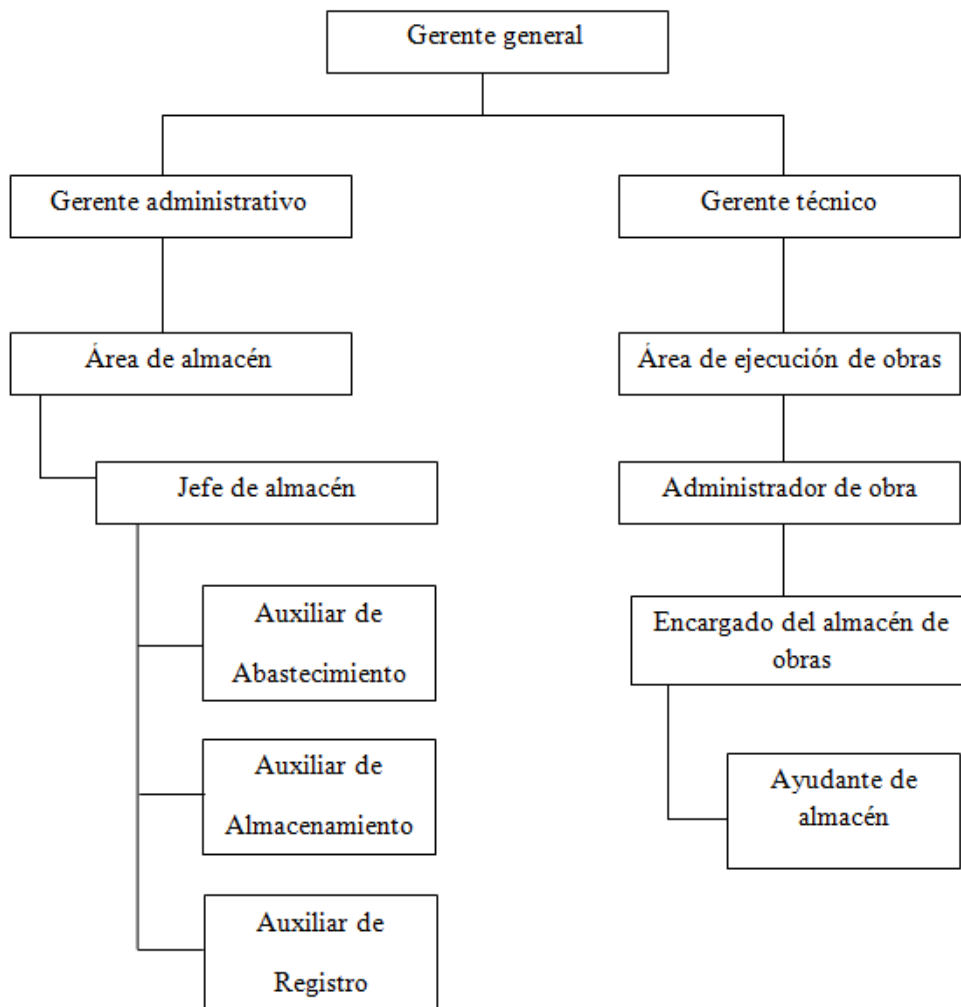 Gerente general
Gerente administrativo
Gerente técnico
Área de almacén
Área de ejecución de obras
Jefe de almacén
Administrador de obra
Auxiliar de
Abastecimiento
Encargado del almacén de
obras
Auxiliar de
Almacenamiento
Ayudante de
almacén
Auxiliar de
Registro